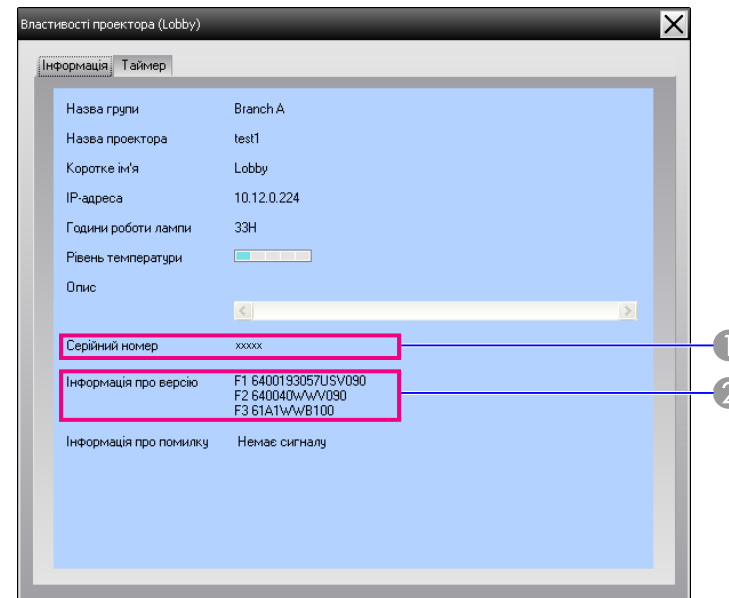 Властивості проектора (Lobby)
Інформація Таймер
Назва групи Branch A
Назва проектора test1
Коротке ім'я Lobby
IP-адреса 10.12.0.224
Години роботи лампи 33H
Рівень температури
Опис
Серійний номер xxxxx
1
Інформація про версію F1 6400193057USV090
2
F2 640040WWV090
F3 61A1WWB100
Інформація про помилку Немає сигналу